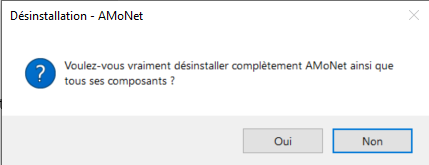 Désinstallation - AMoNet
Voulez-vous vraiment désinstaller complètement AMoNet ainsi que
tous ses composants ?
Oui
Non